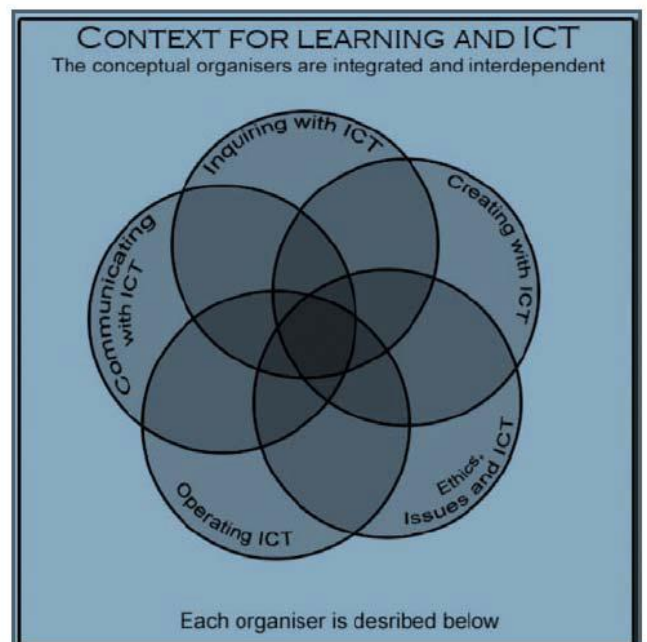 CONTEXT FOR LEARNING AND ICT
The conceptual organisers are integrated and interdependent
Inquiring with ICT
Creating with ICT
Communicating
with ICT
Ethics,
Issues and ICT
Operating ICT
Each organiser is desribed below